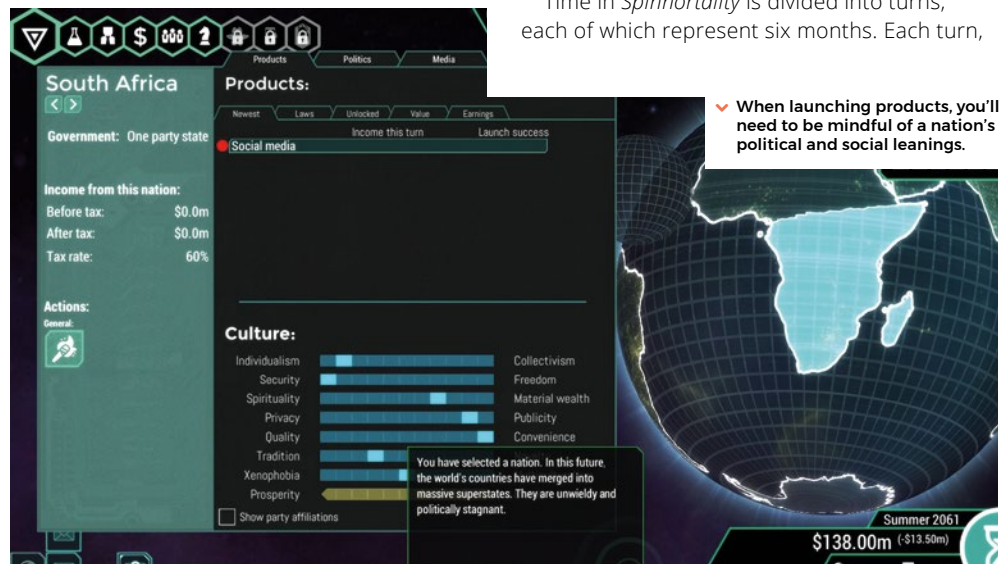 Time in Spinnortality is divided into turns,
each of which represent six months. Each turn,
When launching products, you'll
need to be mindful of a nation's
political and social leanings.
Products Politics Media
South Africa
Government: One party state
Income from this nation:
Before tax: $0.0m
After tax: $0.0m
Tax rate: 60%
Actions:
General:
Products:
Newest Laws Unlocked Value Earnings
Income this turn Launch success
Social media
Culture:
Individualism Collectivism
Security Freedom
Spirituality Material wealth
Privacy Publicity
Quality Convenience
Tradition
Xenophobia
Prosperity
Show party affiliations
You have selected a nation. In this future,
the world's countries have merged into
massive superstates. They are unwieldy and
politically stagnant.
Summer 2061
$138.00m (-$13.50m)